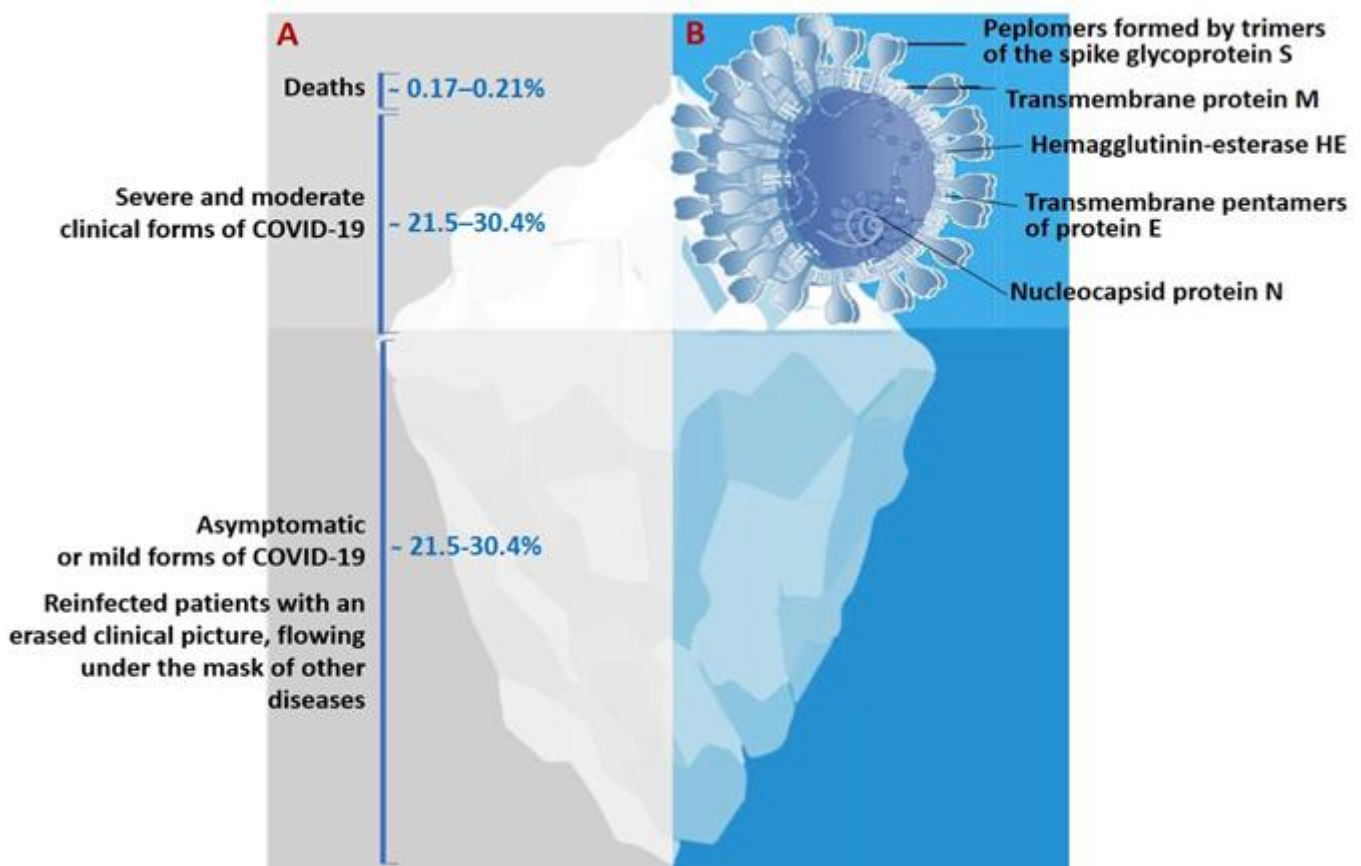 A
Deaths
~ 0.17–0.21%
Severe and moderate
clinical forms of COVID-19
~ 21.5–30.4%
Asymptomatic
or mild forms of COVID-19
~ 21.5-30.4%
Reinfected patients with an
erased clinical picture, flowing
under the mask of other
diseases
B
Peplomers formed by trimers
of the spike glycoprotein S
Transmembrane protein M
Hemagglutinin-esterase HE
Transmembrane pentamers
of protein E
Nucleocapsid protein N